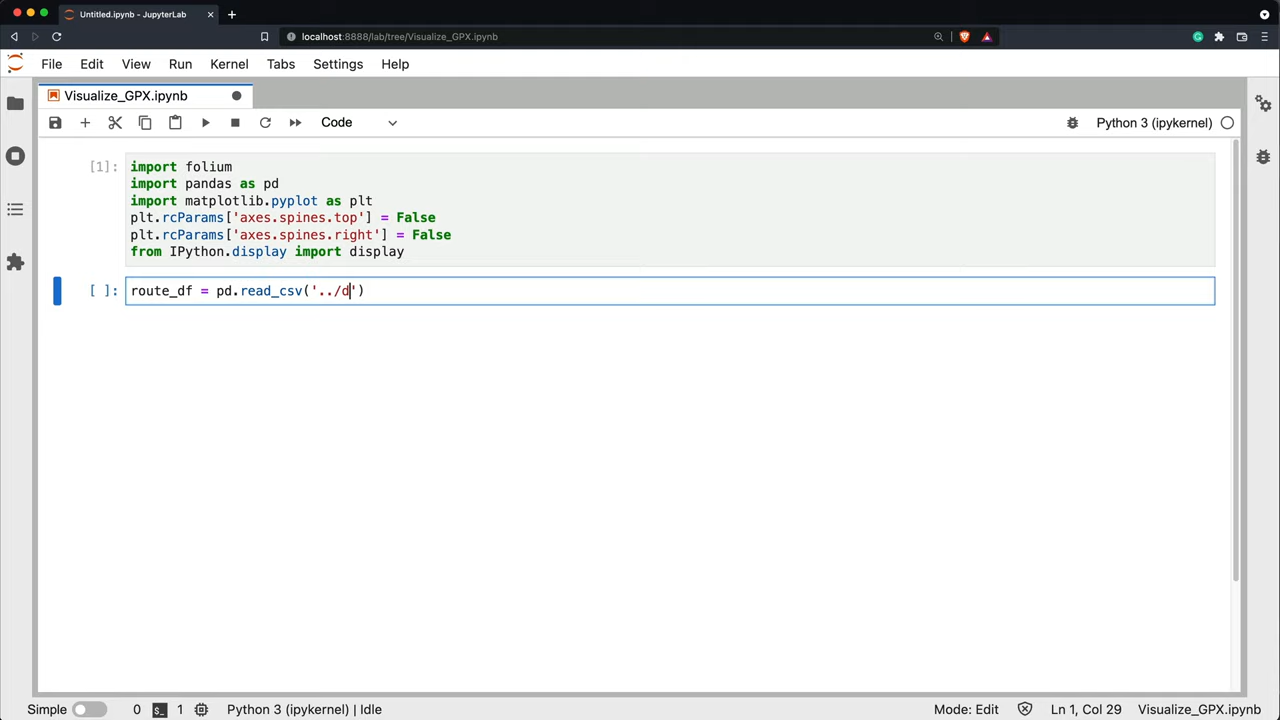 Untitled.ipynb - JupyterLab
localhost:8888/lab/tree/Visualize_GPX.ipynb
File Edit View Run Kernel Tabs Settings Help
Visualize_GPX.ipynb
Code Python 3 (ipykernel)
[1]: import folium
import pandas as pd
import matplotlib.pyplot as plt
plt.rcParams['axes.spines.top'] = False
plt.rcParams['axes.spines.right'] = False
from IPython.display import display
[ ]: route_df = pd.read_csv('../d')
Simple 0 $_ 1 Python 3 (ipykernel) | Idle Mode: Edit Ln 1, Col 29 Visualize_GPX.ipynb